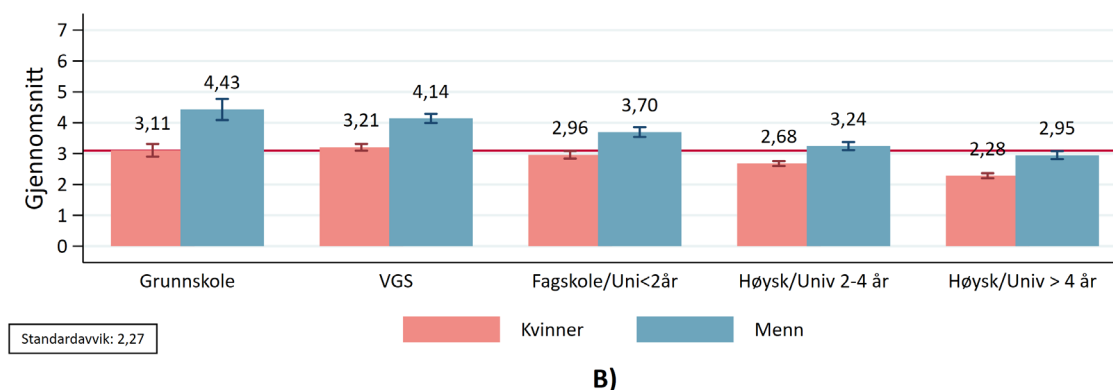 Gjennomsnitt
7
6
5
4
3
2
1
0
3,11
4,43
3,21
4,14
2,96
3,70
2,68
3,24
2,28
2,95
Grunnskole
VGS
Fagskole/Uni<2år
Høysk/Univ 2-4 år
Høysk/Univ > 4 år
Kvinner
Menn
Standardavvik: 2,27
B)